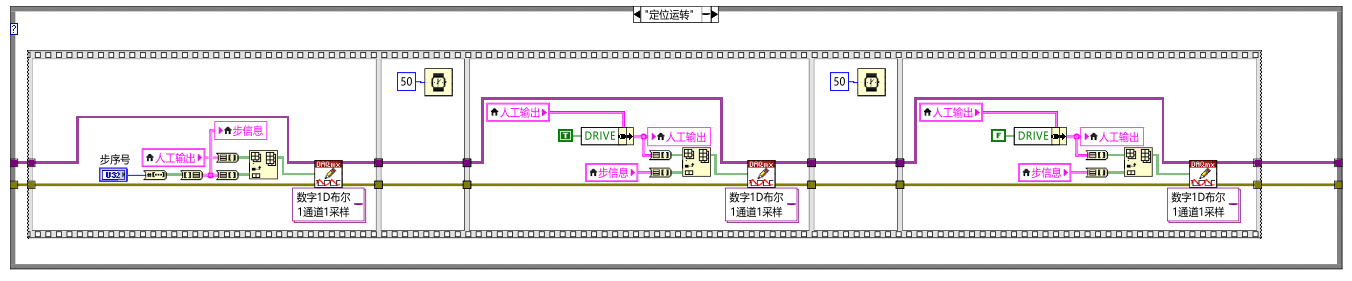 "定位运转"
?
步序号
U32
人工输出
步信息
DAQmx
数字1D布尔
1通道1采样
50
人工输出
T
DRIVE
人工输出
步信息
DAQmx
数字1D布尔
1通道1采样
50
人工输出
F
DRIVE
人工输出
步信息
DAQmx
数字1D布尔
1通道1采样